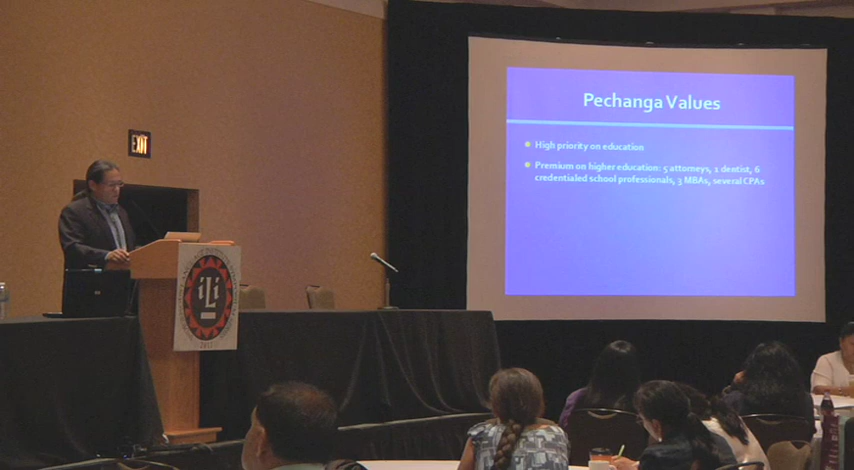 EXIT
Pechanga Values
High priority on education
Premium on higher education: 5 attorneys, 1 dentist, 6
credentialed school professionals, 3 MBAs, several CPAs
iLi